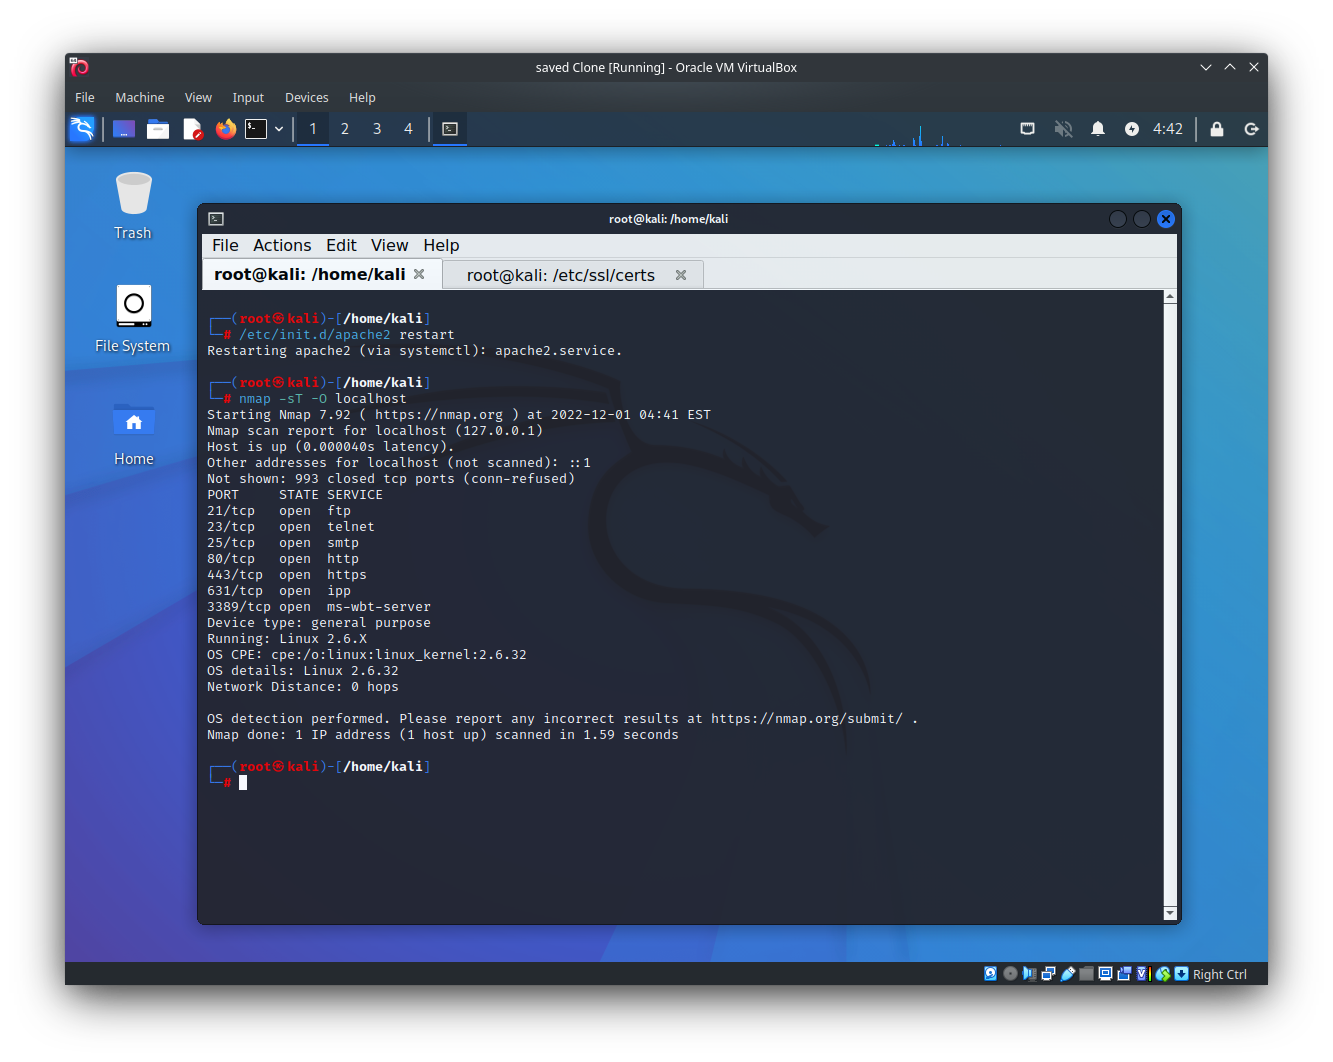 saved Clone [Running] - Oracle VM VirtualBox
File Machine View Input Devices Help
1 2 3 4 4:42
Trash
File System
Home
root@kali: /home/kali
File Actions Edit View Help
root@kali: /home/kali root@kali: /etc/ssl/certs
┌──(root㉿kali)-[/home/kali]
└─# /etc/init.d/apache2 restart
Restarting apache2 (via systemctl): apache2.service.
┌──(root㉿kali)-[/home/kali]
└─# nmap -sT -O localhost
Starting Nmap 7.92 ( https://nmap.org ) at 2022-12-01 04:41 EST
Nmap scan report for localhost (127.0.0.1)
Host is up (0.000040s latency).
Other addresses for localhost (not scanned): ::1
Not shown: 993 closed tcp ports (conn-refused)
PORT     STATE SERVICE
21/tcp   open  ftp
23/tcp   open  telnet
25/tcp   open  smtp
80/tcp   open  http
443/tcp  open  https
631/tcp  open  ipp
3389/tcp open  ms-wbt-server
Device type: general purpose
Running: Linux 2.6.X
OS CPE: cpe:/o:linux:linux_kernel:2.6.32
OS details: Linux 2.6.32
Network Distance: 0 hops
OS detection performed. Please report any incorrect results at https://nmap.org/submit/ .
Nmap done: 1 IP address (1 host up) scanned in 1.59 seconds
┌──(root㉿kali)-[/home/kali]
└─#
Right Ctrl